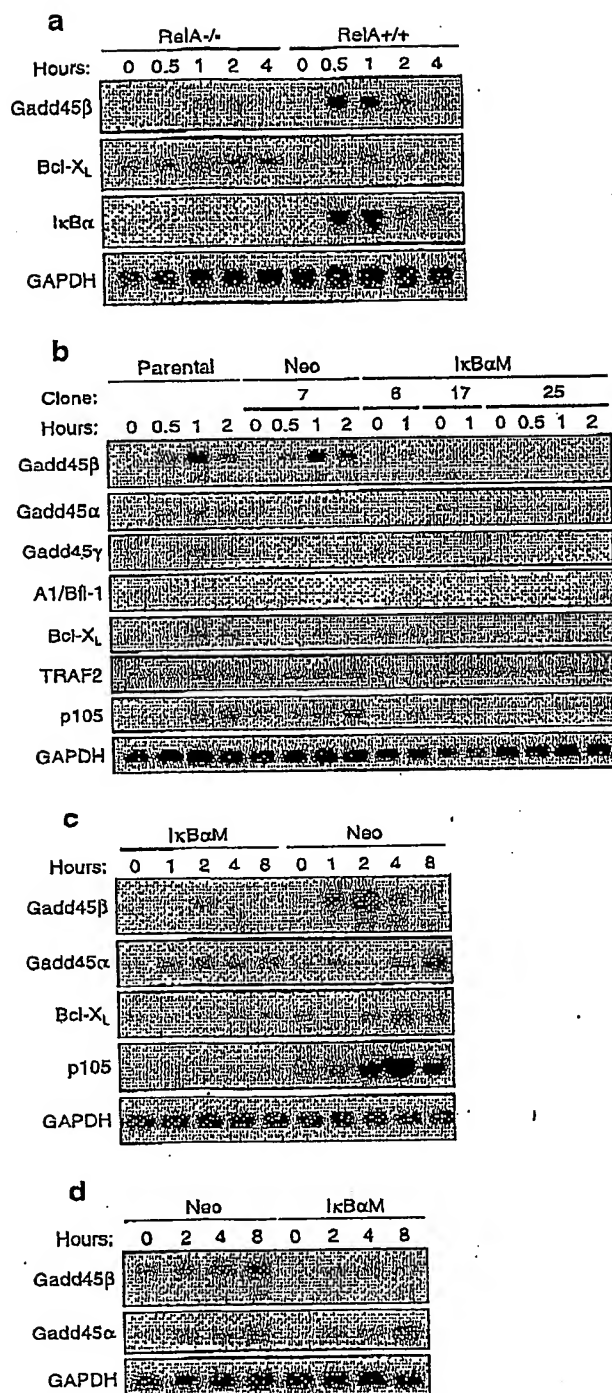 a
RelA-/- RelA+/+
Hours: 0 0.5 1 2 4 0 0.5 1 2 4
Gadd45β
Bcl-XL
IκBα
GAPDH
b
Parental Neo IκBαM
Clone: 7 8 17 25
Hours: 0 0.5 1 2 0 0.5 1 2 0 1 0 1 0 0.5 1 2
Gadd45β
Gadd45α
Gadd45γ
A1/Bfl-1
Bcl-XL
TRAF2
p105
GAPDH
c
IκBαM Neo
Hours: 0 1 2 4 8 0 1 2 4 8
Gadd45β
Gadd45α
Bcl-XL
p105
GAPDH
d
Neo IκBαM
Hours: 0 2 4 8 0 2 4 8
Gadd45β
Gadd45α
GAPDH